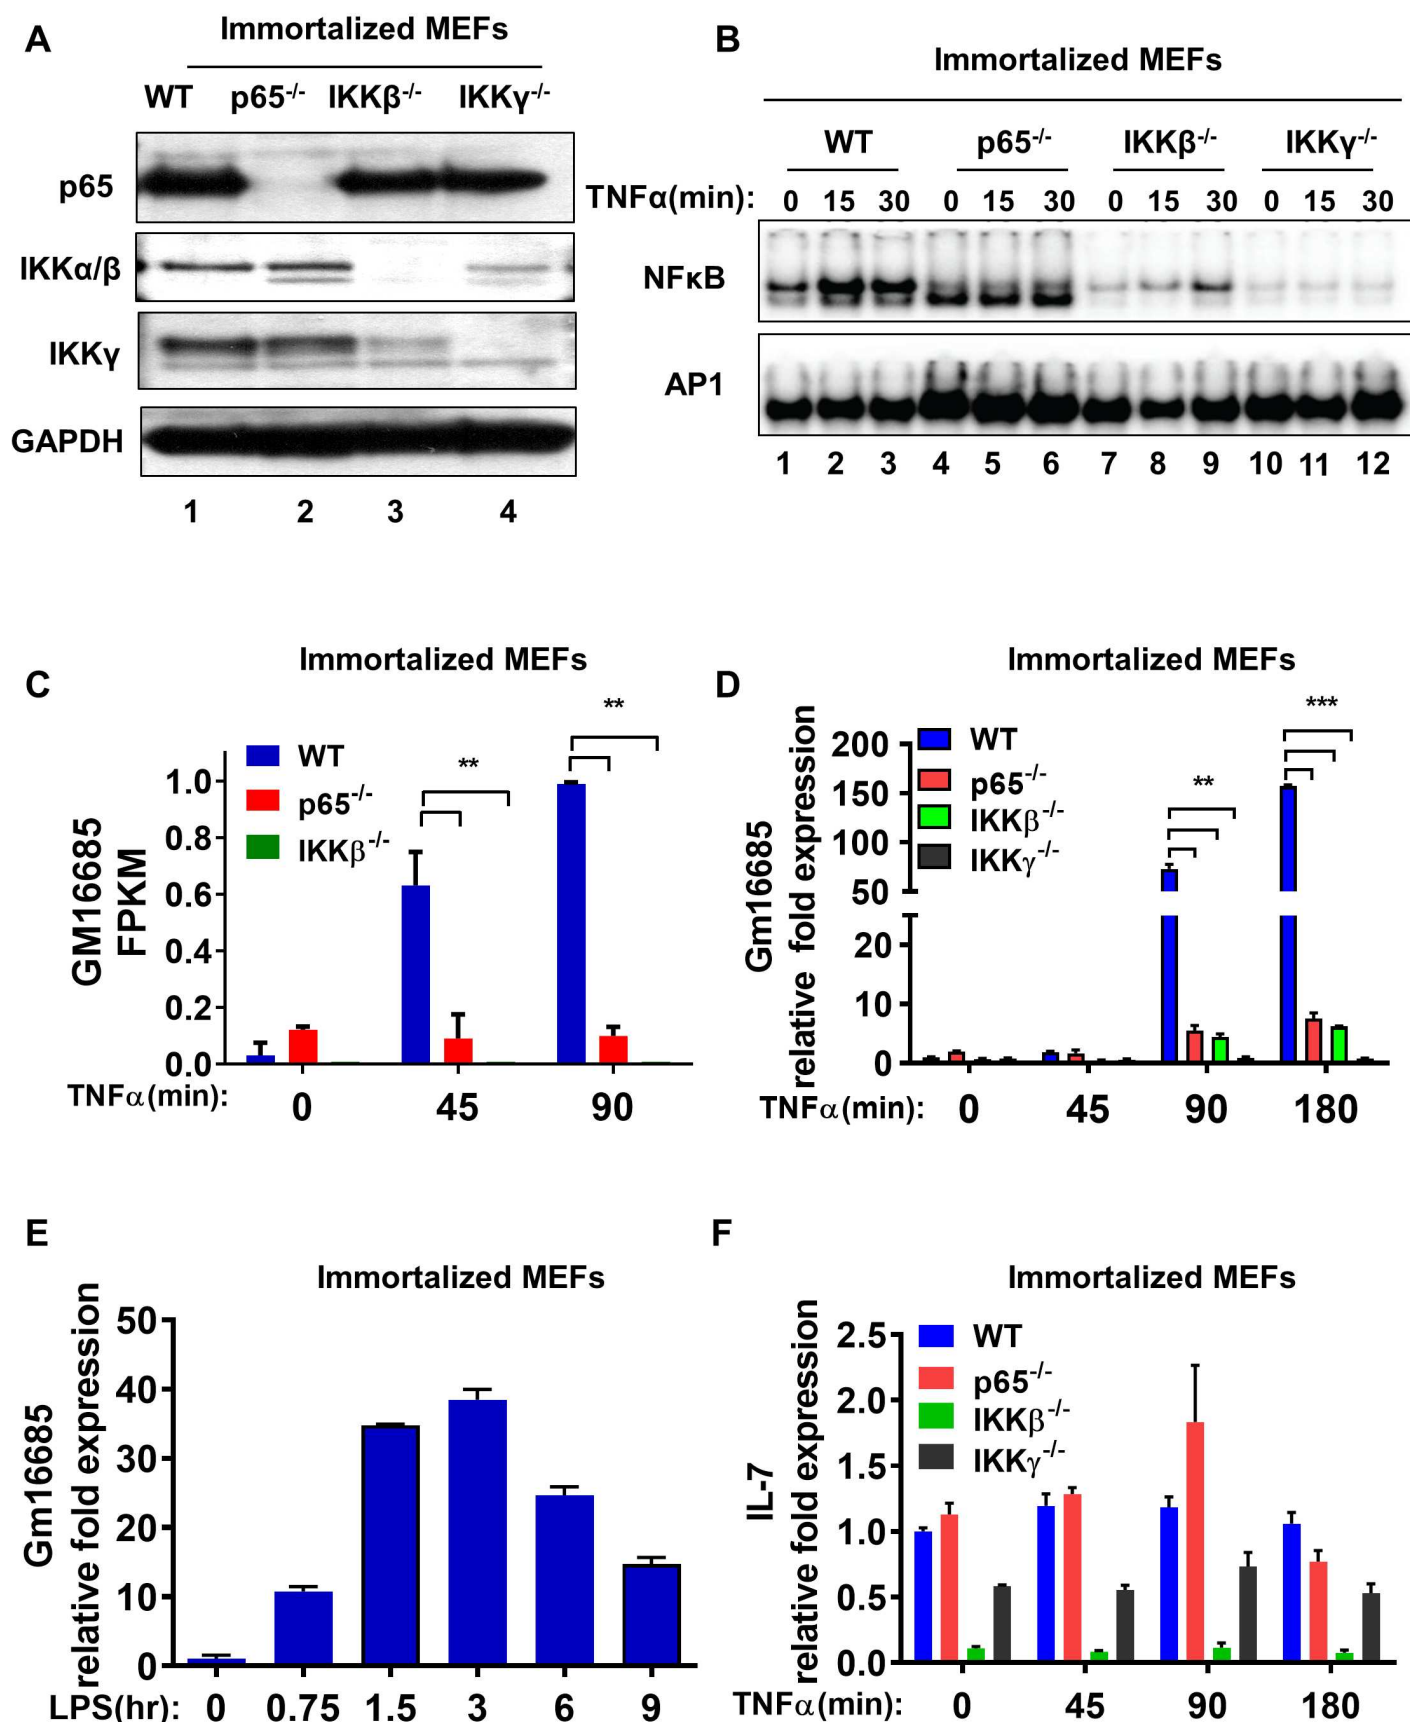 A
Immortalized MEFs
WT p65-/- IKKβ-/- IKKγ-/-
p65
IKKα/β
IKKγ
GAPDH
1 2 3 4
B
Immortalized MEFs
WT p65-/- IKKβ-/- IKKγ-/-
TNFα(min): 0 15 30 0 15 30 0 15 30 0 15 30
NFκB
AP1
1 2 3 4 5 6 7 8 9 10 11 12
C
Immortalized MEFs
GM16685
FPKM
WT
p65-/-
IKKβ-/-
**
**
1.0
0.8
0.6
0.4
0.2
0.0
TNFα(min): 0 45 90
D
Immortalized MEFs
Gm16685
relative fold expression
WT
p65-/-
IKKβ-/-
IKKγ-/-
**
***
200
150
100
50
20
10
0
TNFα(min): 0 45 90 180
E
Immortalized MEFs
Gm16685
relative fold expression
50
40
30
20
10
0
LPS(hr): 0 0.75 1.5 3 6 9
F
Immortalized MEFs
IL-7
relative fold expression
WT
p65-/-
IKKβ-/-
IKKγ-/-
2.5
2.0
1.5
1.0
0.5
0.0
TNFα(min): 0 45 90 180